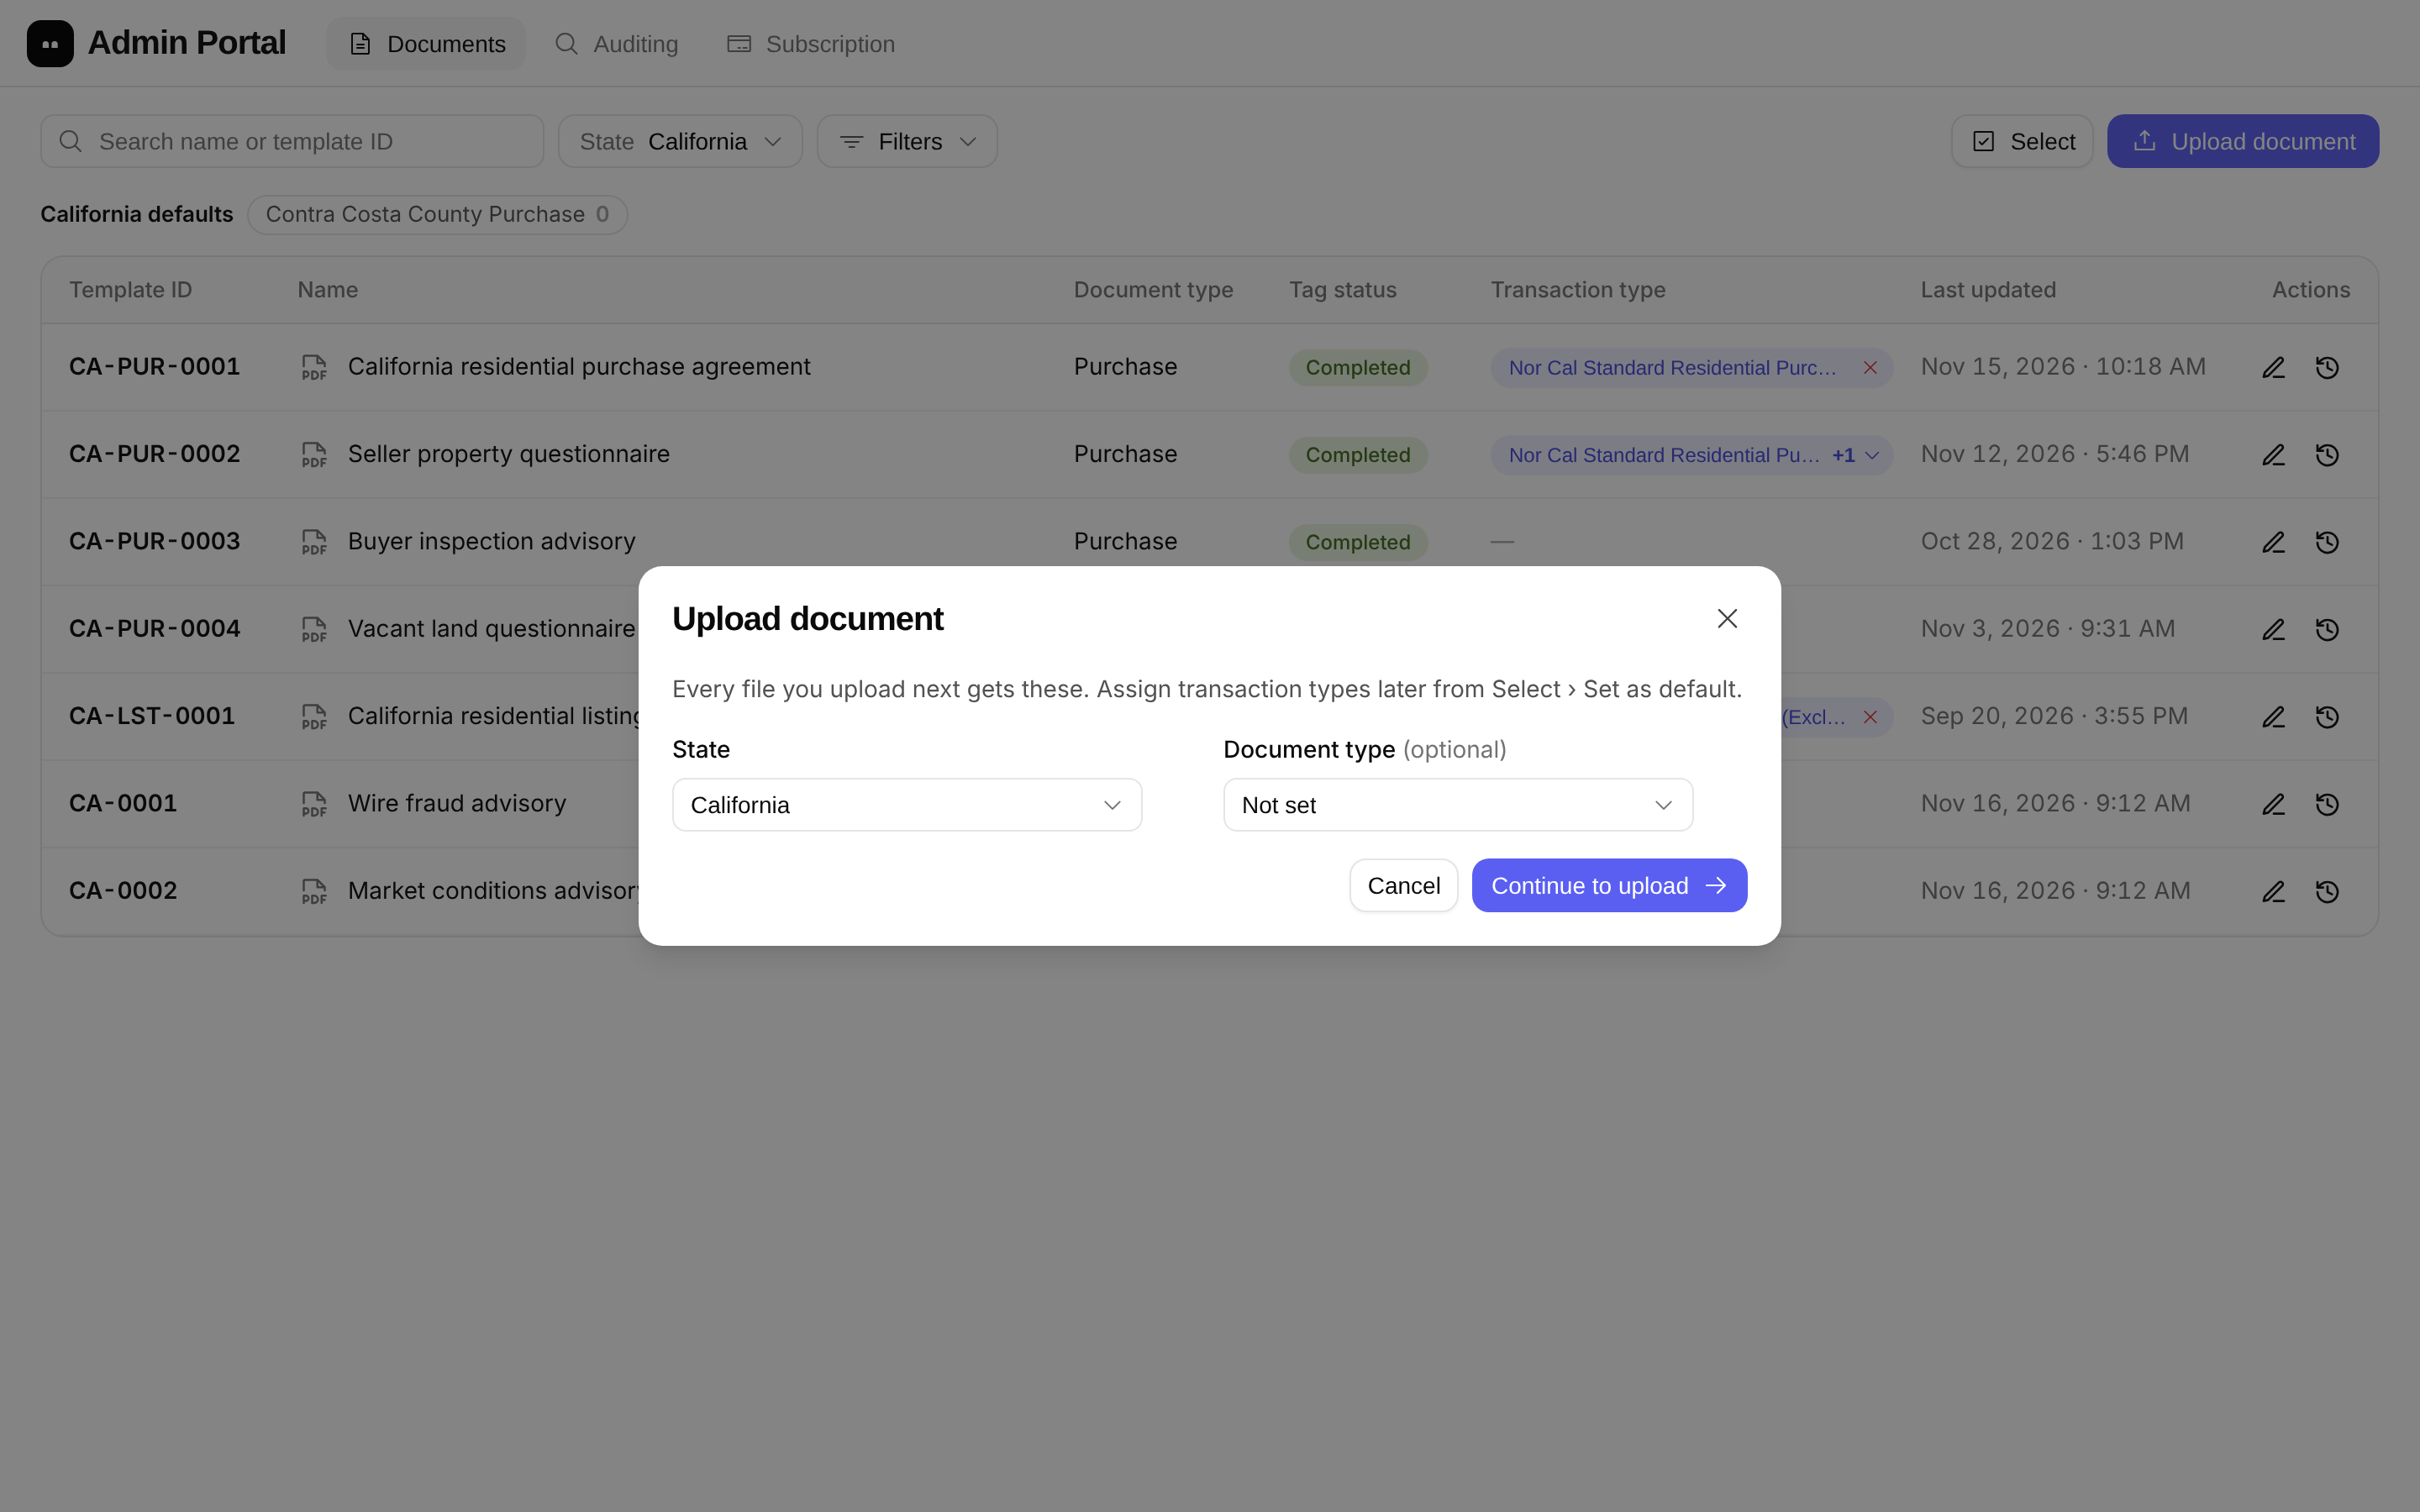 Admin Portal Documents Auditing Subscription
Search name or template ID State California Filters Select Upload document
California defaults Contra Costa County Purchase 0
Template ID Name Document type Tag status Transaction type Last updated Actions
CA-PUR-0001 PDF California residential purchase agreement Purchase Completed Nor Cal Standard Residential Purc… Nov 15, 2026 · 10:18 AM
CA-PUR-0002 PDF Seller property questionnaire Purchase Completed Nor Cal Standard Residential Pu… +1 Nov 12, 2026 · 5:46 PM
CA-PUR-0003 PDF Buyer inspection advisory Purchase Completed — Oct 28, 2026 · 1:03 PM
CA-PUR-0004 PDF Vacant land questionnaire Nov 3, 2026 · 9:31 AM
CA-LST-0001 PDF California residential listing (Excl… Sep 20, 2026 · 3:55 PM
CA-0001 PDF Wire fraud advisory Nov 16, 2026 · 9:12 AM
CA-0002 PDF Market conditions advisory Nov 16, 2026 · 9:12 AM
Upload document
Every file you upload next gets these. Assign transaction types later from Select › Set as default.
State Document type (optional)
California Not set
Cancel Continue to upload